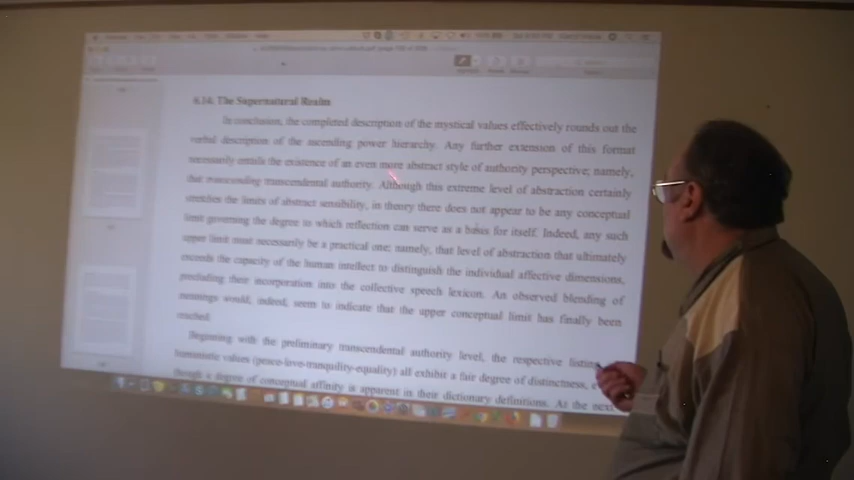 6.14: The Supernatural Realm
In conclusion, the completed description of the mystical values effectively rounds out the
verbal description of the ascending power hierarchy. Any further extension of this format
necessarily entails the existence of an even more abstract style of authority perspective; namely,
that transcending transcendental authority. Although this extreme level of abstraction certainly
stretches the limits of abstract sensibility, in theory there does not appear to be any conceptual
limit governing the degree to which reflection can serve as a basis for itself. Indeed, any such
upper limit must necessarily be a practical one; namely, that level of abstraction that ultimately
exceeds the capacity of the human intellect to distinguish the individual affective dimensions,
precluding their incorporation into the collective speech lexicon. An observed blending of
meanings would, indeed, seem to indicate that the upper conceptual limit has finally been
reached.
Beginning with the preliminary transcendental authority level, the respective listing
humanistic values (peace-love-tranquility-equality) all exhibit a fair degree of distinctness,
though a degree of conceptual affinity is apparent in their dictionary definitions. At the next